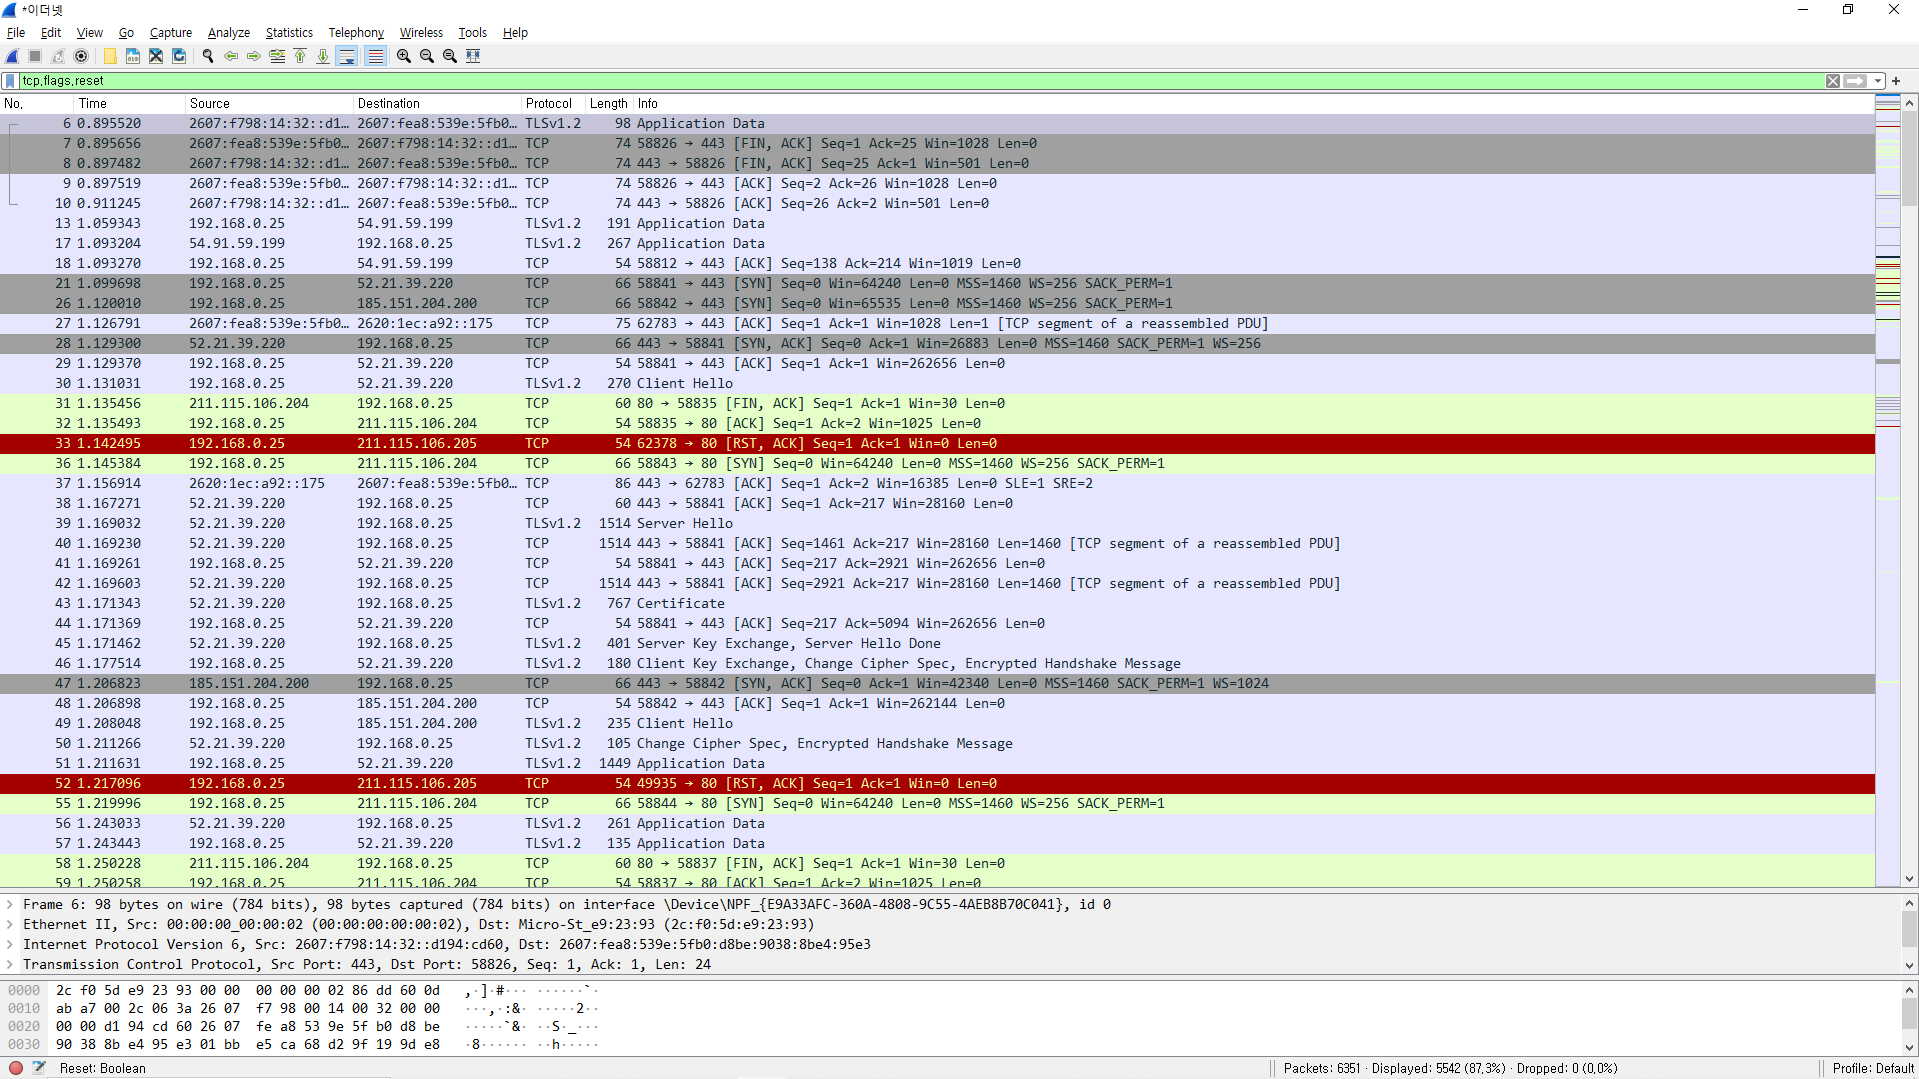 *이더넷
File Edit View Go Capture Analyze Statistics Telephony Wireless Tools Help
tcp.flags.reset
No. Time Source Destination Protocol Length Info
6 0.895520 2607:f798:14:32::d1… 2607:fea8:539e:5fb0… TLSv1.2 98 Application Data
7 0.895656 2607:fea8:539e:5fb0… 2607:f798:14:32::d1… TCP 74 58826 → 443 [FIN, ACK] Seq=1 Ack=25 Win=1028 Len=0
8 0.897482 2607:f798:14:32::d1… 2607:fea8:539e:5fb0… TCP 74 443 → 58826 [FIN, ACK] Seq=25 Ack=1 Win=501 Len=0
9 0.897519 2607:fea8:539e:5fb0… 2607:f798:14:32::d1… TCP 74 58826 → 443 [ACK] Seq=2 Ack=26 Win=1028 Len=0
10 0.911245 2607:f798:14:32::d1… 2607:fea8:539e:5fb0… TCP 74 443 → 58826 [ACK] Seq=26 Ack=2 Win=501 Len=0
13 1.059343 192.168.0.25 54.91.59.199 TLSv1.2 191 Application Data
17 1.093204 54.91.59.199 192.168.0.25 TLSv1.2 267 Application Data
18 1.093270 192.168.0.25 54.91.59.199 TCP 54 58812 → 443 [ACK] Seq=138 Ack=214 Win=1019 Len=0
21 1.099698 192.168.0.25 52.21.39.220 TCP 66 58841 → 443 [SYN] Seq=0 Win=64240 Len=0 MSS=1460 WS=256 SACK_PERM=1
26 1.120010 192.168.0.25 185.151.204.200 TCP 66 58842 → 443 [SYN] Seq=0 Win=65535 Len=0 MSS=1460 WS=256 SACK_PERM=1
27 1.126791 2607:fea8:539e:5fb0… 2620:1ec:a92::175 TCP 75 62783 → 443 [ACK] Seq=1 Ack=1 Win=1028 Len=1 [TCP segment of a reassembled PDU]
28 1.129300 52.21.39.220 192.168.0.25 TCP 66 443 → 58841 [SYN, ACK] Seq=0 Ack=1 Win=26883 Len=0 MSS=1460 SACK_PERM=1 WS=256
29 1.129370 192.168.0.25 52.21.39.220 TCP 54 58841 → 443 [ACK] Seq=1 Ack=1 Win=262656 Len=0
30 1.131031 192.168.0.25 52.21.39.220 TLSv1.2 270 Client Hello
31 1.135456 211.115.106.204 192.168.0.25 TCP 60 80 → 58835 [FIN, ACK] Seq=1 Ack=1 Win=30 Len=0
32 1.135493 192.168.0.25 211.115.106.204 TCP 54 58835 → 80 [ACK] Seq=1 Ack=2 Win=1025 Len=0
33 1.142495 192.168.0.25 211.115.106.205 TCP 54 62378 → 80 [RST, ACK] Seq=1 Ack=1 Win=0 Len=0
36 1.145384 192.168.0.25 211.115.106.204 TCP 66 58843 → 80 [SYN] Seq=0 Win=64240 Len=0 MSS=1460 WS=256 SACK_PERM=1
37 1.156914 2620:1ec:a92::175 2607:fea8:539e:5fb0… TCP 86 443 → 62783 [ACK] Seq=1 Ack=2 Win=16385 Len=0 SLE=1 SRE=2
38 1.167271 52.21.39.220 192.168.0.25 TCP 60 443 → 58841 [ACK] Seq=1 Ack=217 Win=28160 Len=0
39 1.169032 52.21.39.220 192.168.0.25 TLSv1.2 1514 Server Hello
40 1.169230 52.21.39.220 192.168.0.25 TCP 1514 443 → 58841 [ACK] Seq=1461 Ack=217 Win=28160 Len=1460 [TCP segment of a reassembled PDU]
41 1.169261 192.168.0.25 52.21.39.220 TCP 54 58841 → 443 [ACK] Seq=217 Ack=2921 Win=262656 Len=0
42 1.169603 52.21.39.220 192.168.0.25 TCP 1514 443 → 58841 [ACK] Seq=2921 Ack=217 Win=28160 Len=1460 [TCP segment of a reassembled PDU]
43 1.171343 52.21.39.220 192.168.0.25 TLSv1.2 767 Certificate
44 1.171369 192.168.0.25 52.21.39.220 TCP 54 58841 → 443 [ACK] Seq=217 Ack=5094 Win=262656 Len=0
45 1.171462 52.21.39.220 192.168.0.25 TLSv1.2 401 Server Key Exchange, Server Hello Done
46 1.177514 192.168.0.25 52.21.39.220 TLSv1.2 180 Client Key Exchange, Change Cipher Spec, Encrypted Handshake Message
47 1.206823 185.151.204.200 192.168.0.25 TCP 66 443 → 58842 [SYN, ACK] Seq=0 Ack=1 Win=42340 Len=0 MSS=1460 SACK_PERM=1 WS=1024
48 1.206898 192.168.0.25 185.151.204.200 TCP 54 58842 → 443 [ACK] Seq=1 Ack=1 Win=262144 Len=0
49 1.208048 192.168.0.25 185.151.204.200 TLSv1.2 235 Client Hello
50 1.211266 52.21.39.220 192.168.0.25 TLSv1.2 105 Change Cipher Spec, Encrypted Handshake Message
51 1.211631 52.21.39.220 192.168.0.25 TLSv1.2 1449 Application Data
52 1.217096 192.168.0.25 211.115.106.205 TCP 54 49935 → 80 [RST, ACK] Seq=1 Ack=1 Win=0 Len=0
55 1.219996 192.168.0.25 211.115.106.204 TCP 66 58844 → 80 [SYN] Seq=0 Win=64240 Len=0 MSS=1460 WS=256 SACK_PERM=1
56 1.243033 52.21.39.220 192.168.0.25 TLSv1.2 261 Application Data
57 1.243443 192.168.0.25 52.21.39.220 TLSv1.2 135 Application Data
58 1.250228 211.115.106.204 192.168.0.25 TCP 60 80 → 58837 [FIN, ACK] Seq=1 Ack=1 Win=30 Len=0
59 1.250258 192.168.0.25 211.115.106.204 TCP 54 58837 → 80 [ACK] Seq=1 Ack=2 Win=1025 Len=0
Frame 6: 98 bytes on wire (784 bits), 98 bytes captured (784 bits) on interface \Device\NPF_{E9A33AFC-360A-4808-9C55-4AEB8B70C041}, id 0
Ethernet II, Src: 00:00:00_00:00:02 (00:00:00:00:00:02), Dst: Micro-St_e9:23:93 (2c:f0:5d:e9:23:93)
Internet Protocol Version 6, Src: 2607:f798:14:32::d194:cd60, Dst: 2607:fea8:539e:5fb0:d8be:9038:8be4:95e3
Transmission Control Protocol, Src Port: 443, Dst Port: 58826, Seq: 1, Ack: 1, Len: 24
0000 2c f0 5d e9 23 93 00 00 00 00 00 02 86 dd 60 0d ,·]·#··· ······`·
0010 ab a7 00 2c 06 3a 26 07 f7 98 00 14 00 32 00 00 ···,·:&· ·····2··
0020 00 00 d1 94 cd 60 26 07 fe a8 53 9e 5f b0 d8 be ·····`&· ··S·_···
0030 90 38 8b e4 95 e3 01 bb e5 ca 68 d2 9f 19 9d e8 ·8······ ··h·····
Reset: Boolean Packets: 6351 · Displayed: 5542 (87.3%) · Dropped: 0 (0.0%) Profile: Default